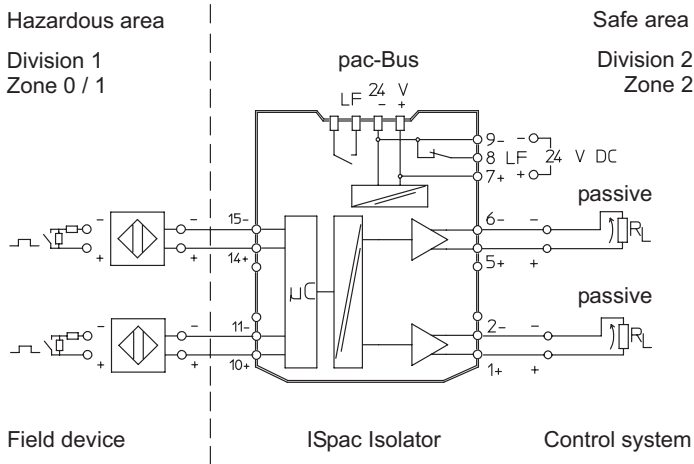 Hazardous area
Safe area
Division 1
Zone 0 / 1
pac-Bus
Division 2
Zone 2
LF 24 V
- +
9- -
8 LF 24 V DC
7+ +
passive
- - 15- 6- -
µC
RL
+ + 14+ 5+ +
passive
- - 11- 2- -
RL
+ + 10+ 1+ +
Field device
ISpac Isolator
Control system